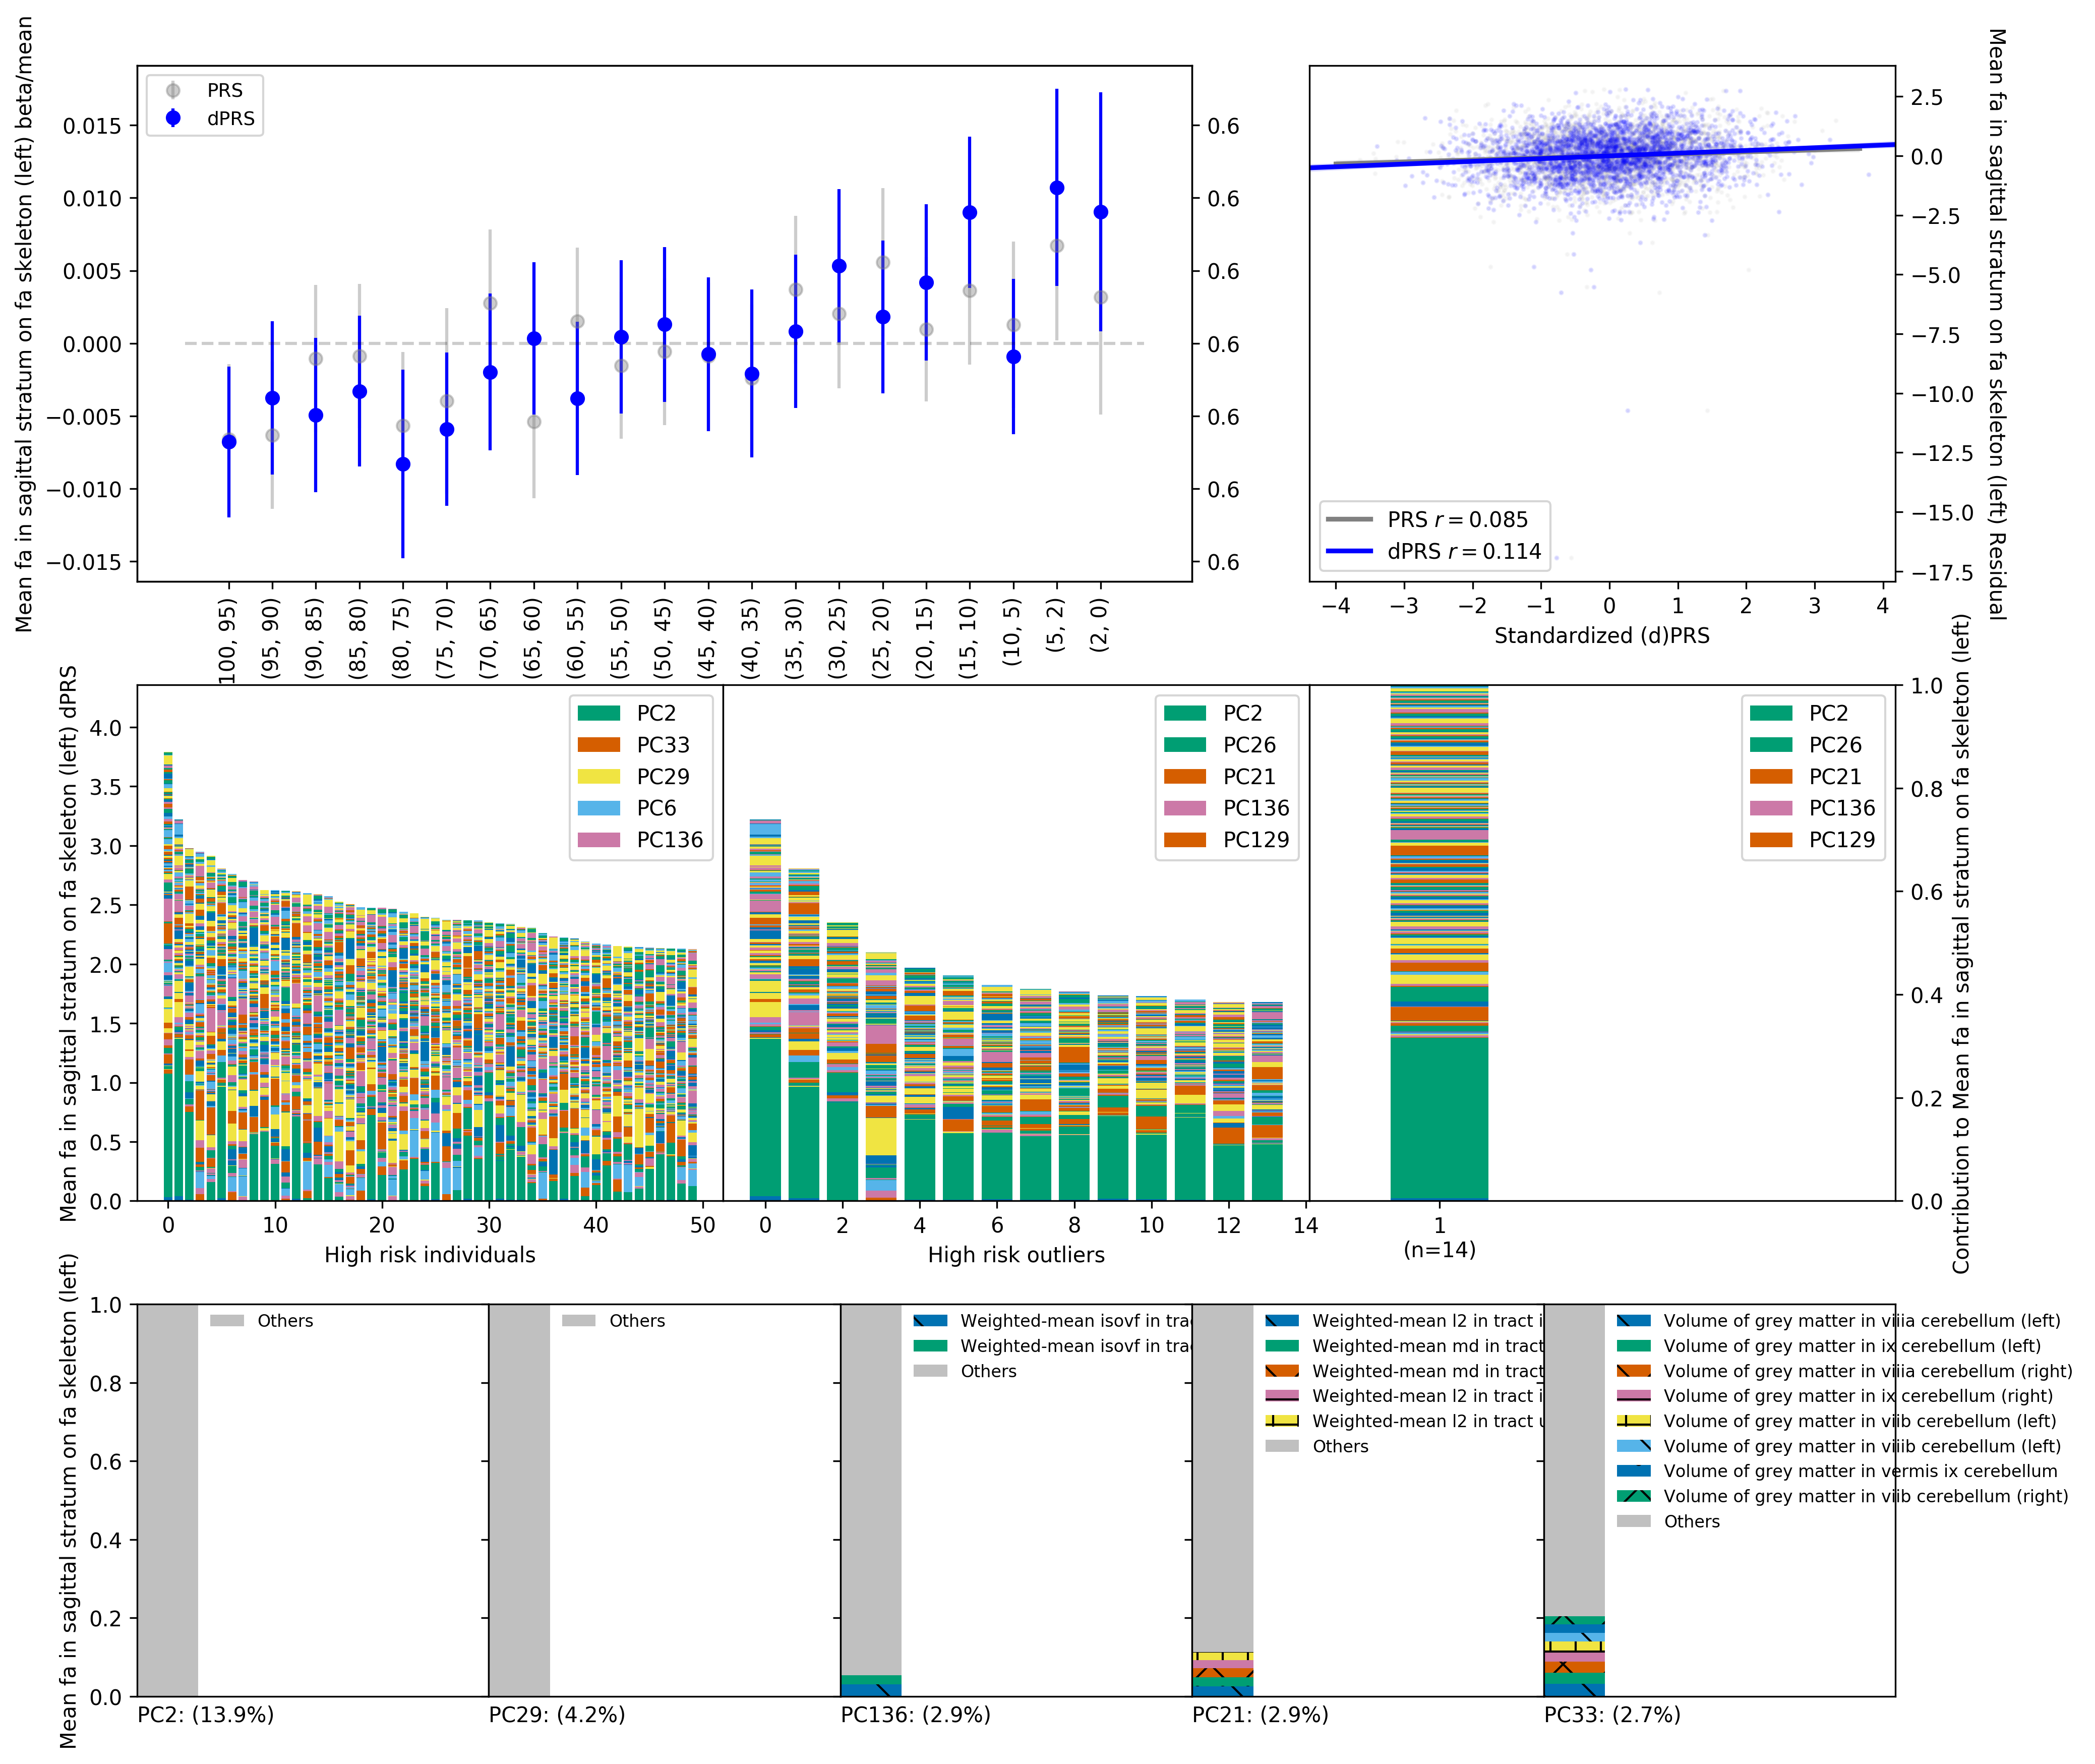 Mean fa in sagittal stratum on fa skeleton (left) beta/mean
PRS
dPRS
0.015
0.010
0.005
0.000
−0.005
−0.010
−0.015
0.6
0.6
0.6
0.6
0.6
0.6
0.6
100, 95)
(95, 90)
(90, 85)
(85, 80)
(80, 75)
(75, 70)
(70, 65)
(65, 60)
(60, 55)
(55, 50)
(50, 45)
(45, 40)
(40, 35)
(35, 30)
(30, 25)
(25, 20)
(20, 15)
(15, 10)
(10, 5)
(5, 2)
(2, 0)
PRS r = 0.085
dPRS r = 0.114
2.5
0.0
−2.5
−5.0
−7.5
−10.0
−12.5
−15.0
−17.5
−4
−3
−2
−1
0
1
2
3
4
Standardized (d)PRS
Mean fa in sagittal stratum on fa skeleton (left) Residual
Mean fa in sagittal stratum on fa skeleton (left) dPRS
4.0
3.5
3.0
2.5
2.0
1.5
1.0
0.5
0.0
PC2
PC33
PC29
PC6
PC136
0
10
20
30
40
50
High risk individuals
PC2
PC26
PC21
PC136
PC129
0
2
4
6
8
10
12
14
High risk outliers
PC2
PC26
PC21
PC136
PC129
1
(n=14)
1.0
0.8
0.6
0.4
0.2
0.0
Contribution to Mean fa in sagittal stratum on fa skeleton (left)
Mean fa in sagittal stratum on fa skeleton (left)
1.0
0.8
0.6
0.4
0.2
0.0
Others
PC2: (13.9%)
Others
PC29: (4.2%)
Weighted-mean isovf in trac
Weighted-mean isovf in trac
Others
PC136: (2.9%)
Weighted-mean l2 in tract i
Weighted-mean md in tract
Weighted-mean md in tract
Weighted-mean l2 in tract i
Weighted-mean l2 in tract u
Others
PC21: (2.9%)
Volume of grey matter in viiia cerebellum (left)
Volume of grey matter in ix cerebellum (left)
Volume of grey matter in viiia cerebellum (right)
Volume of grey matter in ix cerebellum (right)
Volume of grey matter in viib cerebellum (left)
Volume of grey matter in viiib cerebellum (left)
Volume of grey matter in vermis ix cerebellum
Volume of grey matter in viib cerebellum (right)
Others
PC33: (2.7%)